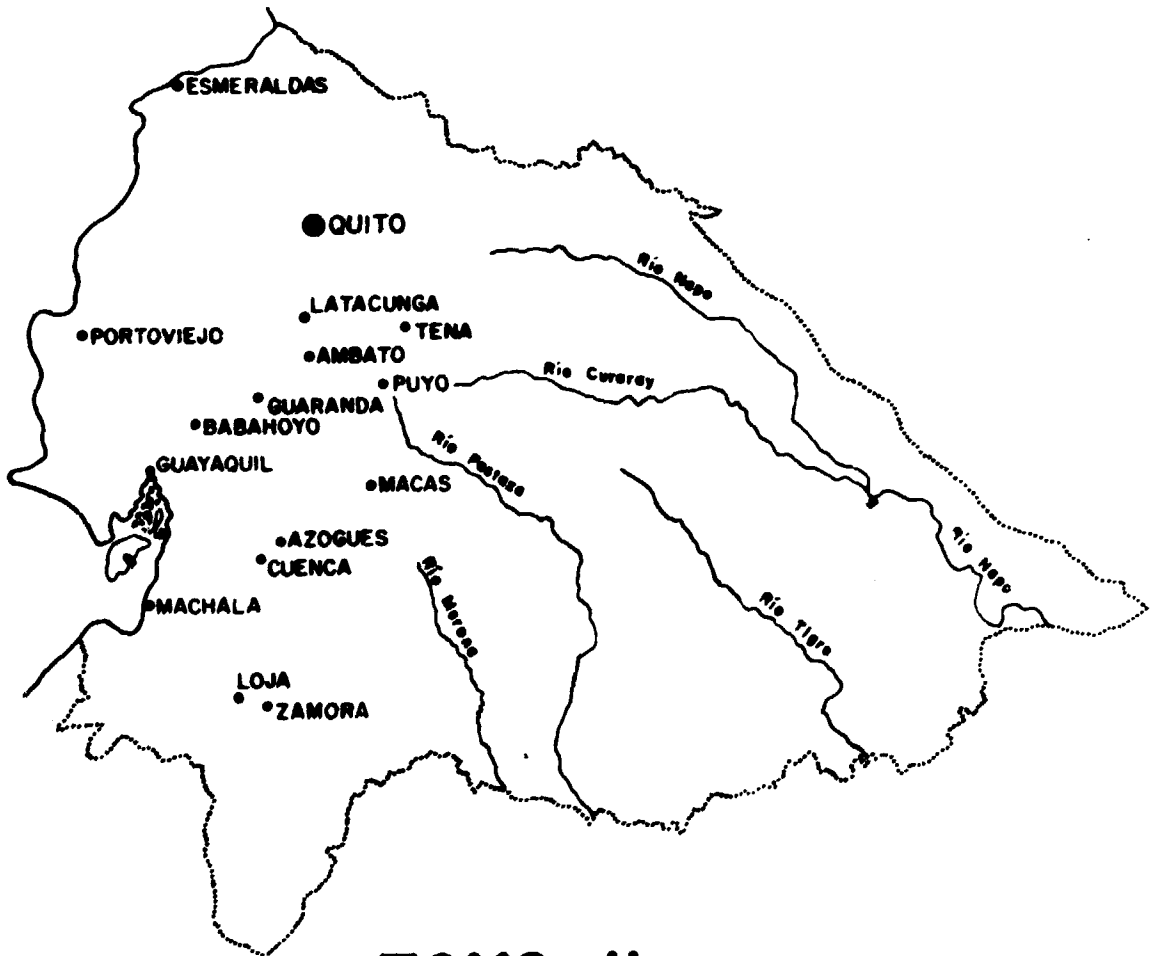 ESMERALDAS
QUITO
Río Napo
LATACUNGA
TENA
PORTOVIEJO
AMBATO
Río Curaray
PUYO
GUARANDA
BABAHOYO
Río Pastaza
GUAYAQUIL
MACAS
AZOGUES
CUENCA
Río Napo
Río Morona
MACHALA
Río Tigre
LOJA
ZAMORA